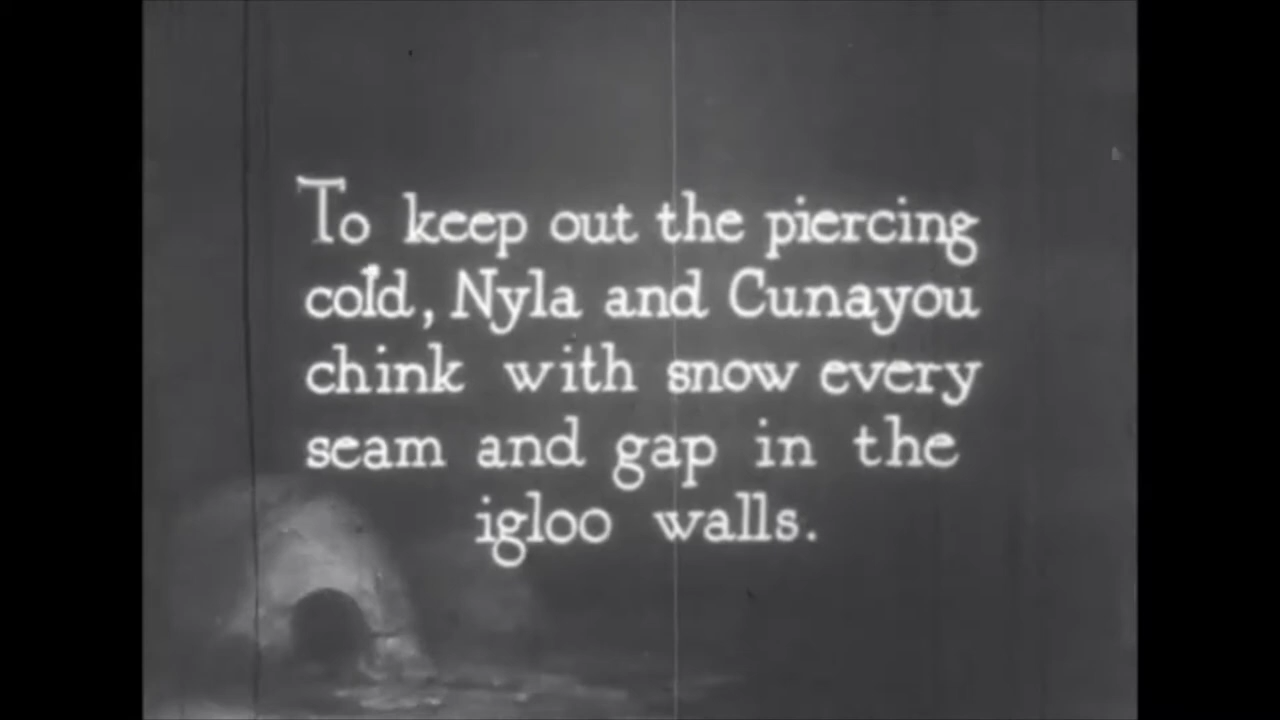 To keep out the piercing
cold, Nyla and Cunayou
chink with snow every
seam and gap in the
igloo walls.